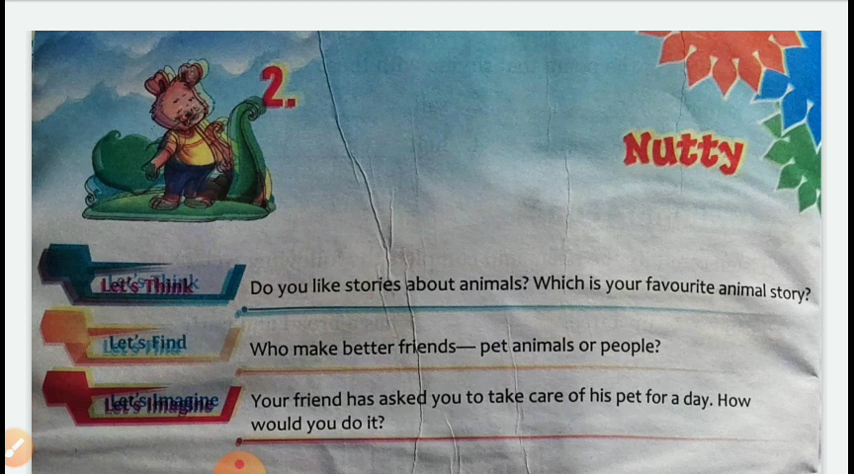 2.
Nutty
Let's Think
Do you like stories about animals? Which is your favourite animal story?
Let's Find
Who make better friends— pet animals or people?
Let's Imagine
Your friend has asked you to take care of his pet for a day. How
would you do it?